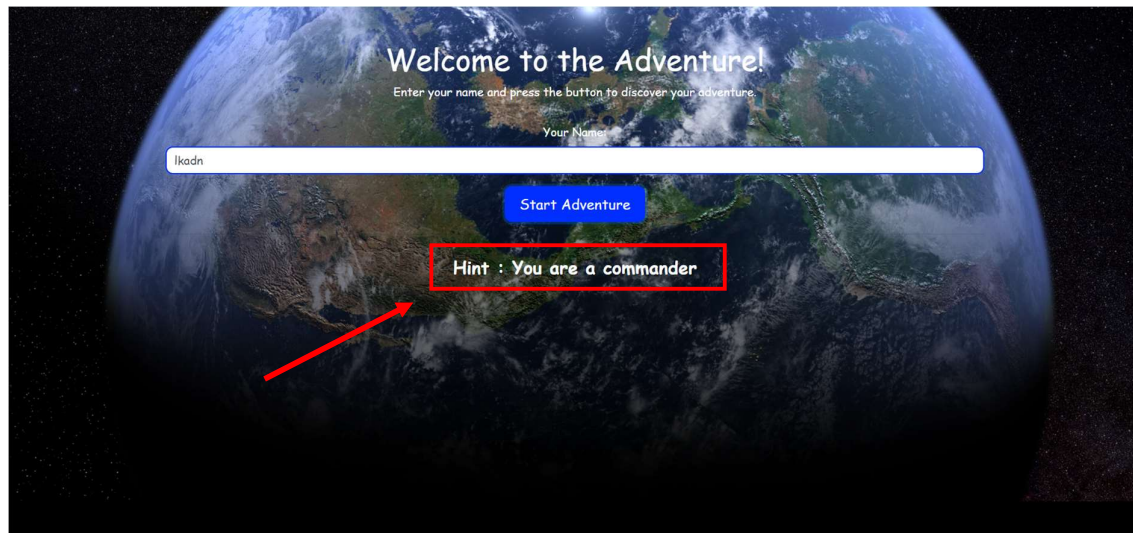 Welcome to the Adventure!
Enter your name and press the button to discover your adventure.
Your Name:
lkadn
Start Adventure
Hint : You are a commander